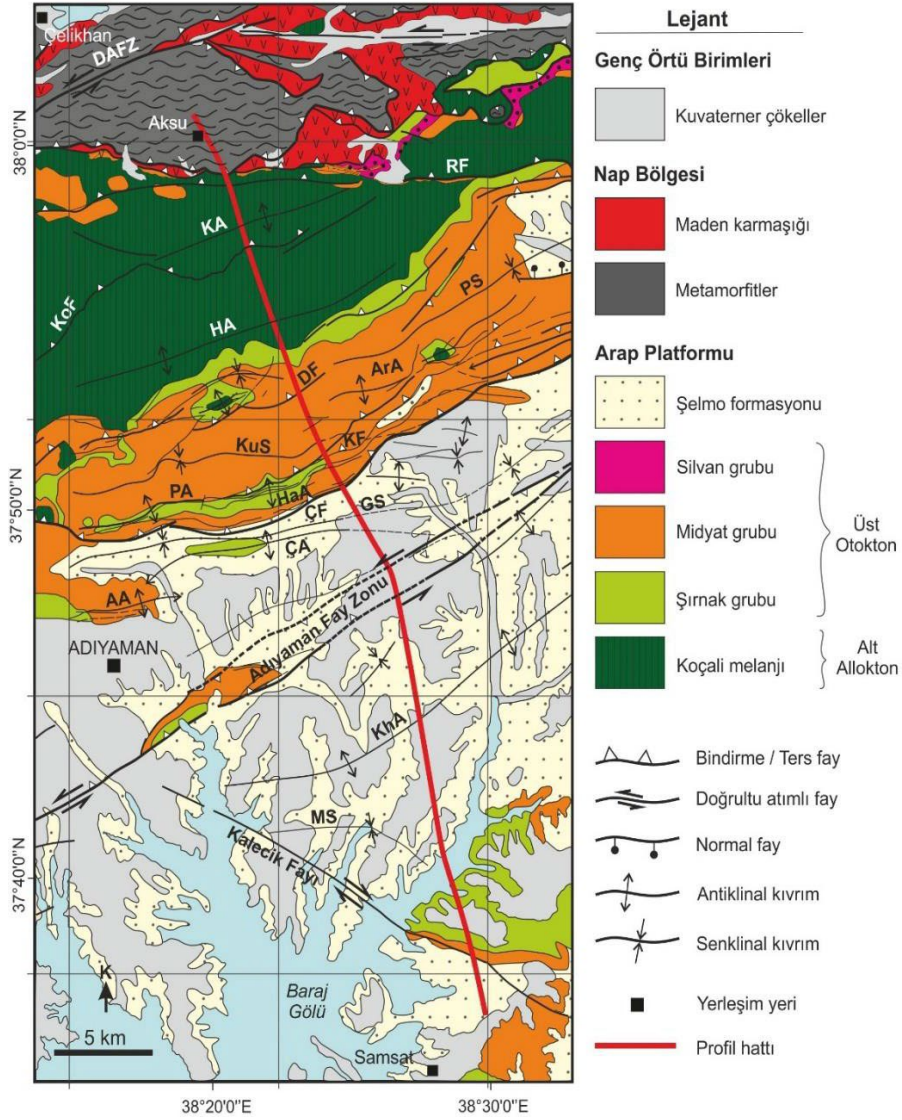 Çelikhan
DAFZ
Aksu
RF
KA
KoF
HA
PS
DF
ArA
KuS
KF
PA
HaA
ÇF
GS
ÇA
AA
ADIYAMAN
Adıyaman Fay Zonu
KhA
MS
Kalecik Fayı
K
5 km
Baraj
Gölü
Samsat
38°0'0"N
37°50'0"N
37°40'0"N
38°20'0"E
38°30'0"E
Lejant
Genç Örtü Birimleri
Kuvaterner çökeller
Nap Bölgesi
Maden karmaşığı
Metamorfitler
Arap Platformu
Şelmo formasyonu
Silvan grubu
Midyat grubu
Şırnak grubu
Üst
Otokton
Koçali melanjı
Alt
Allokton
Bindirme / Ters fay
Doğrultu atımlı fay
Normal fay
Antiklinal kıvrım
Senklinal kıvrım
Yerleşim yeri
Profil hattı